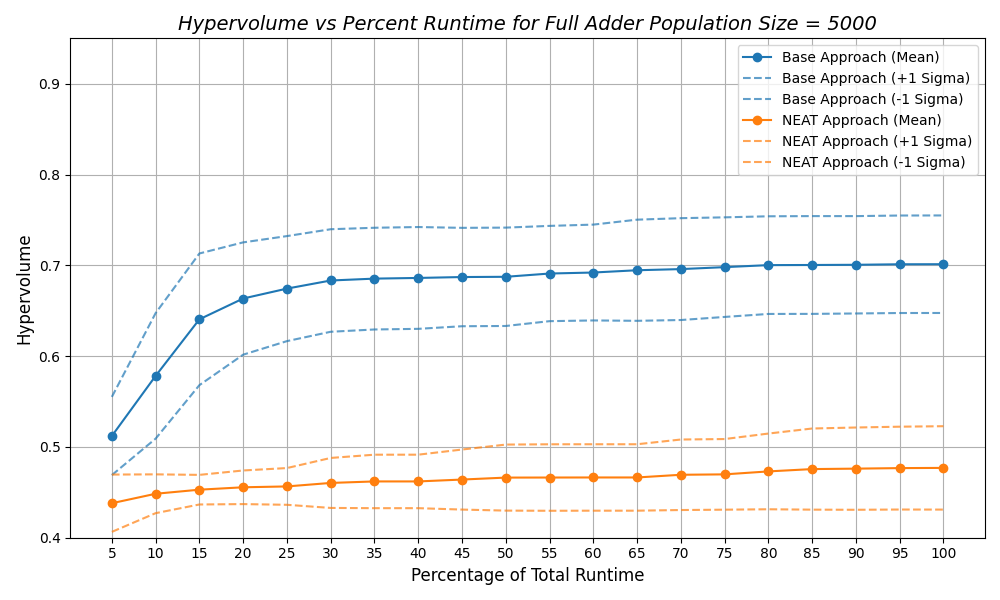 Hypervolume vs Percent Runtime for Full Adder Population Size = 5000
Base Approach (Mean)
Base Approach (+1 Sigma)
Base Approach (-1 Sigma)
NEAT Approach (Mean)
NEAT Approach (+1 Sigma)
NEAT Approach (-1 Sigma)
Hypervolume
0.9
0.8
0.7
0.6
0.5
0.4
5 10 15 20 25 30 35 40 45 50 55 60 65 70 75 80 85 90 95 100
Percentage of Total Runtime